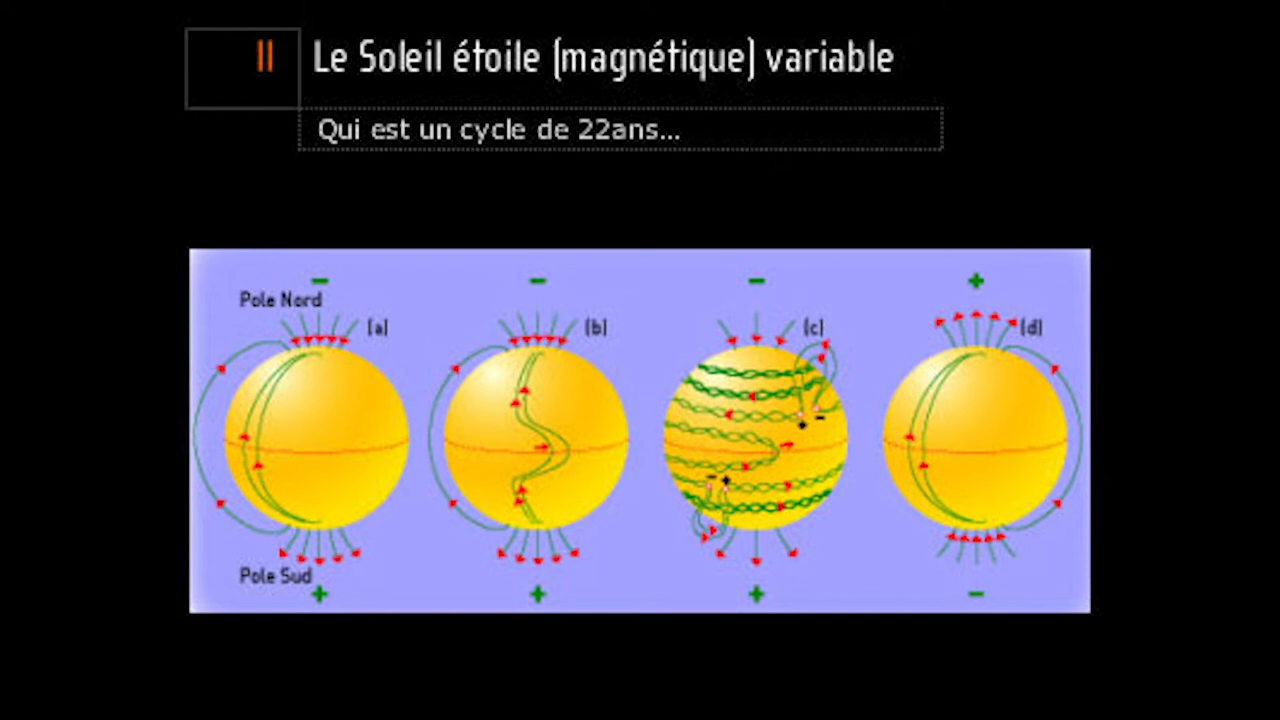 II
Le Soleil étoile (magnétique) variable
Qui est un cycle de 22ans...
- - - +
Pole Nord
(a) (b) (c) (d)
+ -
- +
Pole Sud
+ + + -